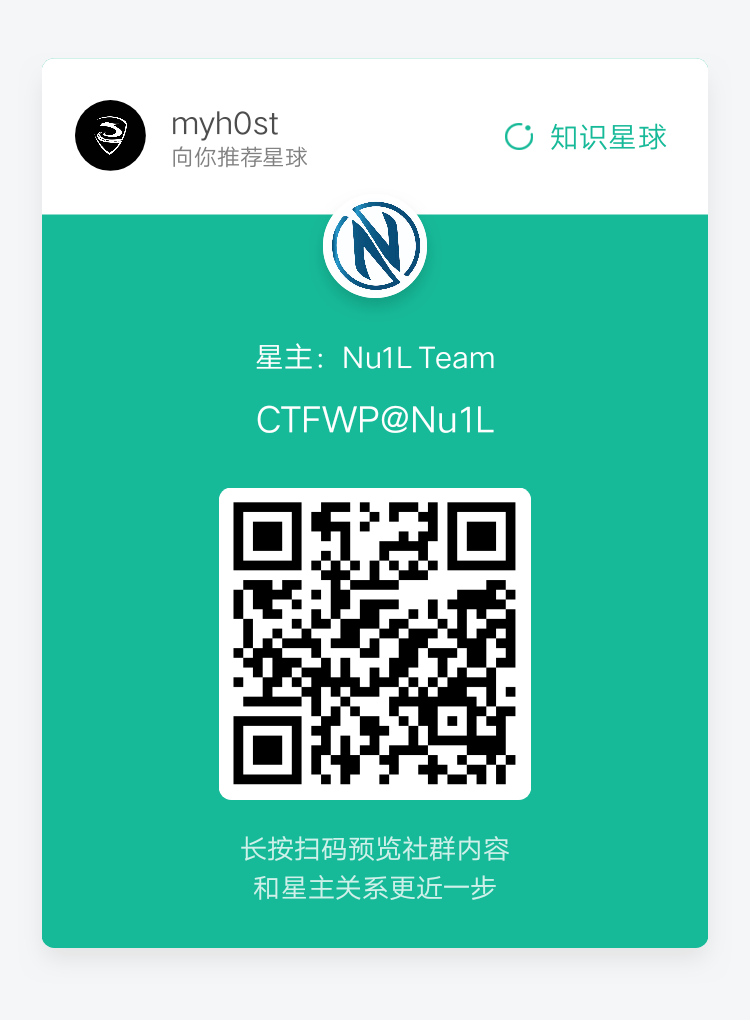 myh0st
向你推荐星球
知识星球
星主：Nu1L Team
CTFWP@Nu1L
长按扫码预览社群内容
和星主关系更近一步